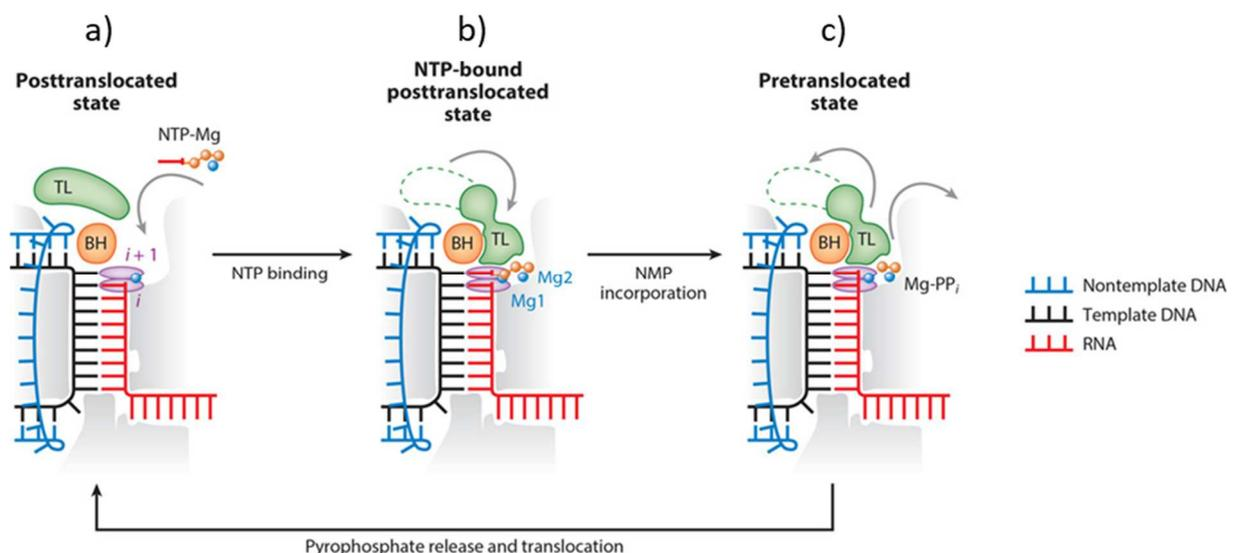 a)
b)
c)
Posttranslocated
state
NTP-bound
posttranslocated
state
Pretranslocated
state
NTP-Mg
TL
BH
i + 1
i
NTP binding
BH
TL
Mg2
Mg1
NMP
incorporation
BH
TL
Mg-PPi
Nontemplate DNA
Template DNA
RNA
Pyrophosphate release and translocation